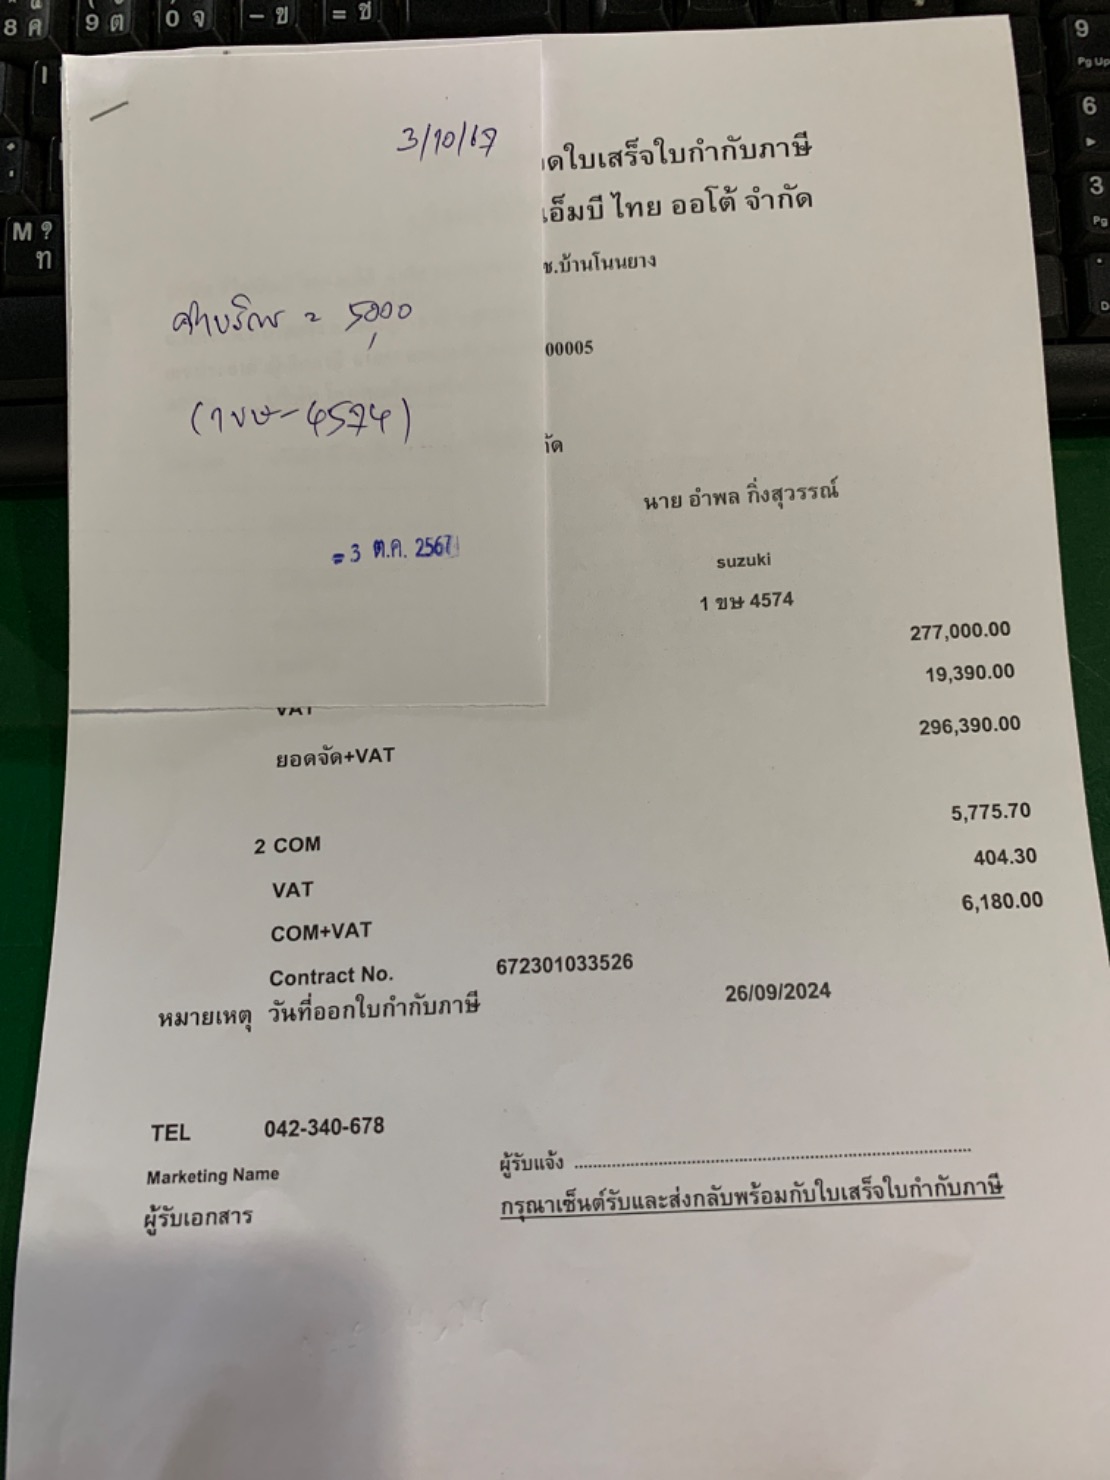 3/10/67
ค่าบริการ = 5,000
(1ขษ-4574)
= 3 ต.ค. 2567
ดใบเสร็จใบกำกับภาษี
เอ็มบี ไทย ออโต้ จำกัด
ช.บ้านโนนยาง
00005
กัด
นาย อำพล กิ่งสุวรรณ์
suzuki
1 ขษ 4574
277,000.00
VAT 19,390.00
ยอดจัด+VAT 296,390.00
2 COM 5,775.70
VAT 404.30
COM+VAT 6,180.00
Contract No. 672301033526
หมายเหตุ วันที่ออกใบกำกับภาษี 26/09/2024
TEL 042-340-678
Marketing Name
ผู้รับแจ้ง
ผู้รับเอกสาร
กรุณาเซ็นต์รับและส่งกลับพร้อมกับใบเสร็จใบกำกับภาษี